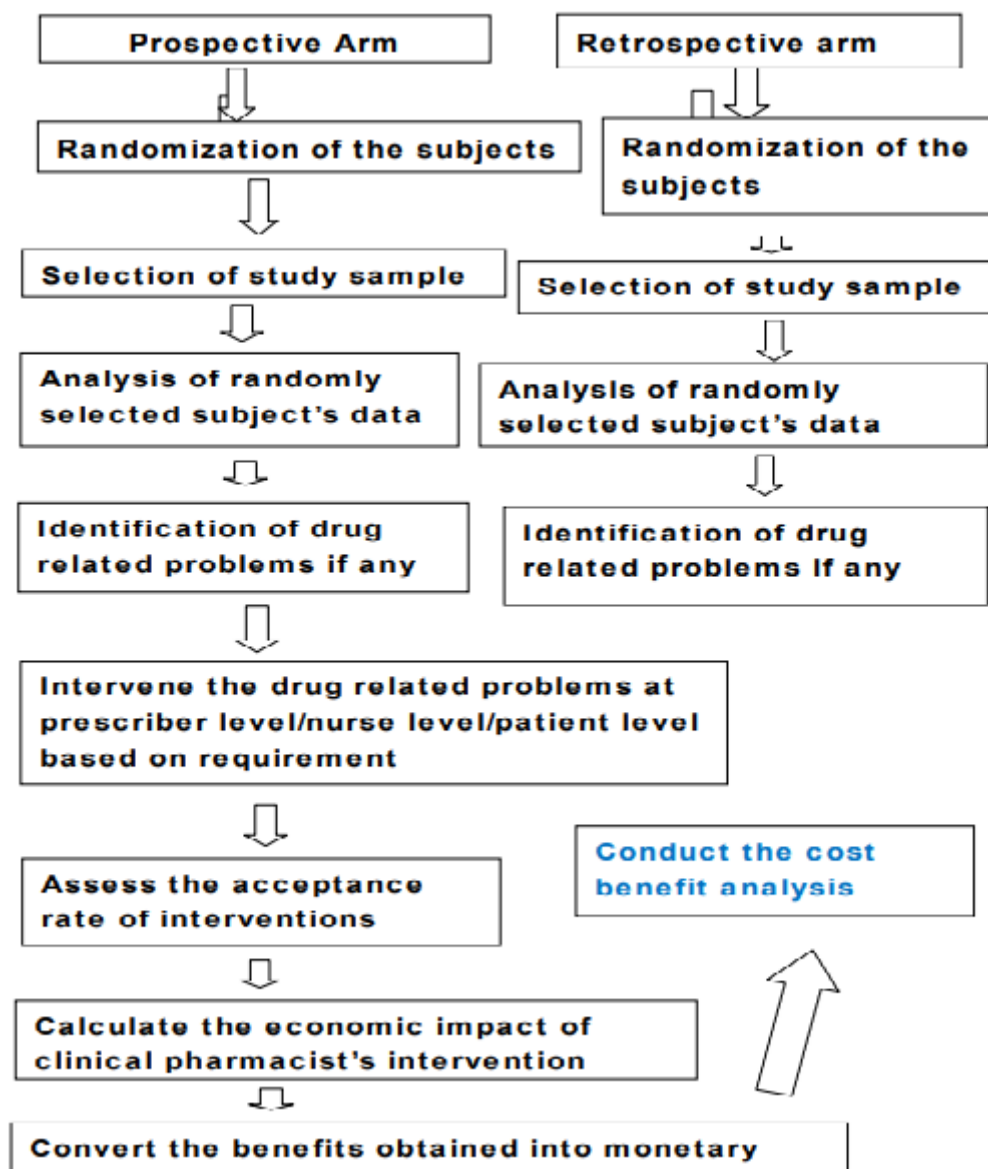 Prospective Arm
Retrospective arm
Randomization of the subjects
Randomization of the
subjects
Selection of study sample
Selection of study sample
Analysis of randomly
selected subject's data
Analysis of randomly
selected subject's data
Identification of drug
related problems if any
Identification of drug
related problems If any
Intervene the drug related problems at
prescriber level/nurse level/patient level
based on requirement
Assess the acceptance
rate of interventions
Conduct the cost
benefit analysis
Calculate the economic impact of
clinical pharmacist's intervention
Convert the benefits obtained into monetary